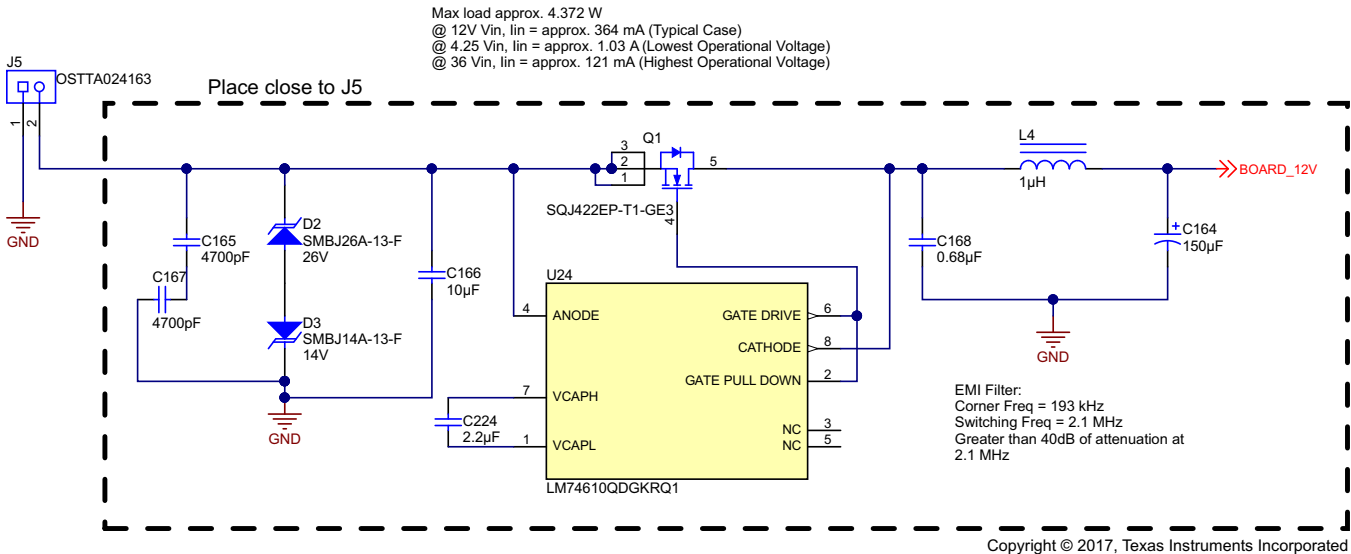 Max load approx. 4.372 W
@ 12V Vin, Iin = approx. 364 mA (Typical Case)
@ 4.25 Vin, Iin = approx. 1.03 A (Lowest Operational Voltage)
@ 36 Vin, Iin = approx. 121 mA (Highest Operational Voltage)
J5
OSTTA024163
1
2
GND
Place close to J5
C165
4700pF
C167
4700pF
D2
SMBJ26A-13-F
26V
D3
SMBJ14A-13-F
14V
GND
C166
10µF
Q1
3
2
1
5
SQJ422EP-T1-GE3
4
U24
4
ANODE
7
VCAPH
1
VCAPL
GATE DRIVE
6
CATHODE
8
GATE PULL DOWN
2
NC
3
NC
5
LM74610QDGKRQ1
C224
2.2µF
L4
1µH
C168
0.68µF
+
C164
150µF
GND
BOARD_12V
EMI Filter:
Corner Freq = 193 kHz
Switching Freq = 2.1 MHz
Greater than 40dB of attenuation at
2.1 MHz
Copyright © 2017, Texas Instruments Incorporated